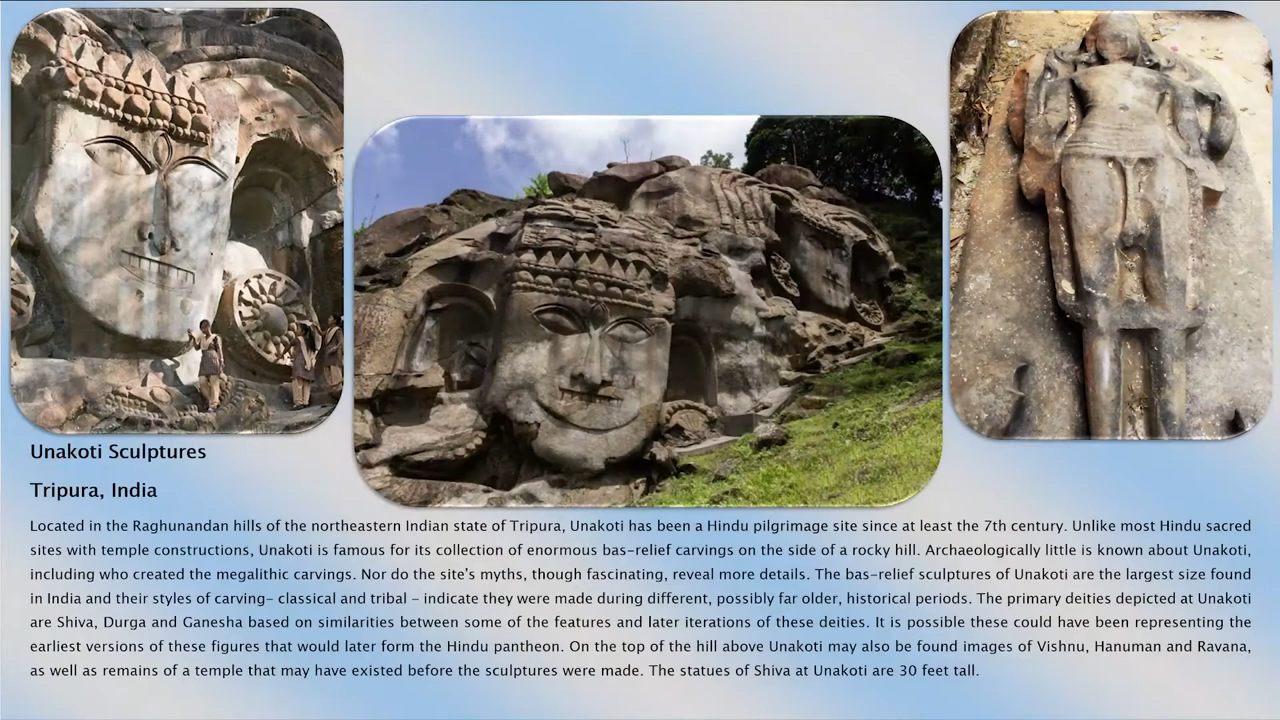 Unakoti Sculptures
Tripura, India
Located in the Raghunandan hills of the northeastern Indian state of Tripura, Unakoti has been a Hindu pilgrimage site since at least the 7th century. Unlike most Hindu sacred
sites with temple constructions, Unakoti is famous for its collection of enormous bas-relief carvings on the side of a rocky hill. Archaeologically little is known about Unakoti,
including who created the megalithic carvings. Nor do the site's myths, though fascinating, reveal more details. The bas-relief sculptures of Unakoti are the largest size found
in India and their styles of carving- classical and tribal - indicate they were made during different, possibly far older, historical periods. The primary deities depicted at Unakoti
are Shiva, Durga and Ganesha based on similarities between some of the features and later iterations of these deities. It is possible these could have been representing the
earliest versions of these figures that would later form the Hindu pantheon. On the top of the hill above Unakoti may also be found images of Vishnu, Hanuman and Ravana,
as well as remains of a temple that may have existed before the sculptures were made. The statues of Shiva at Unakoti are 30 feet tall.